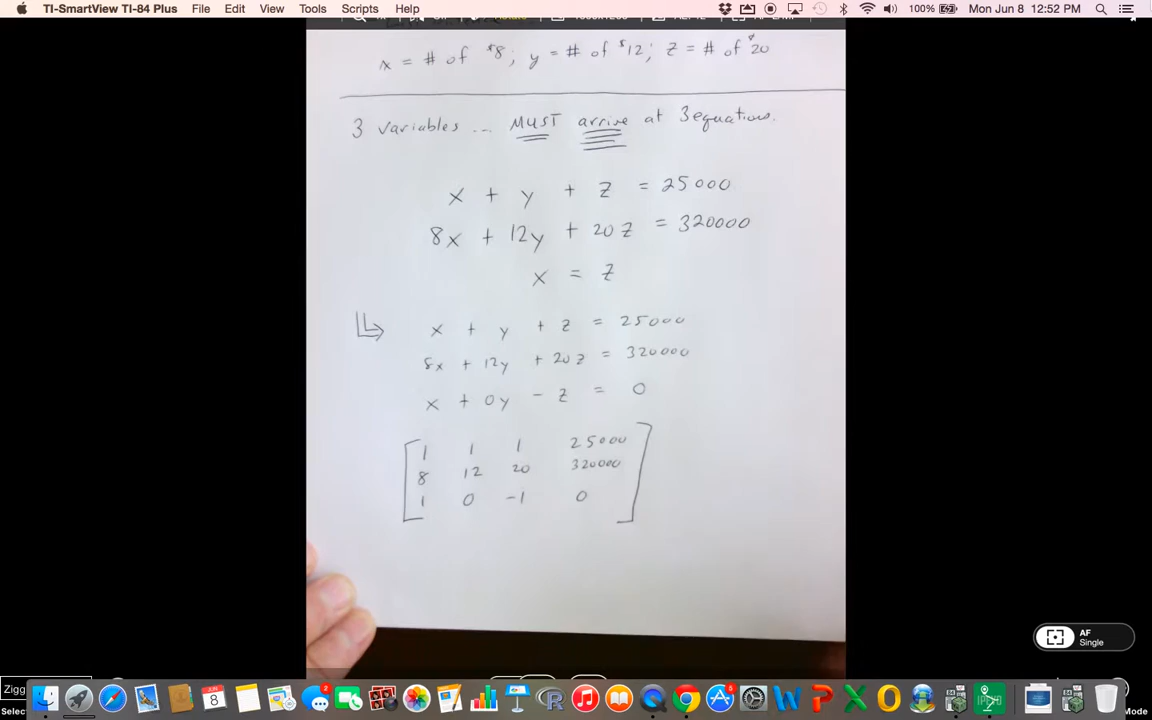 TI-SmartView TI-84 Plus File Edit View Tools Scripts Help 100% Mon Jun 8 12:52 PM
x = # of $8; y = # of $12; z = # of $20
3 variables ... MUST arrive at 3 equations.
x + y + z = 25000
8x + 12y + 20z = 320000
x = z
x + y + z = 25000
8x + 12y + 20z = 320000
x + 0y - z = 0
1 1 1 25000
8 12 20 320000
1 0 -1 0
AF
Single
Zigg
Selec
Mode